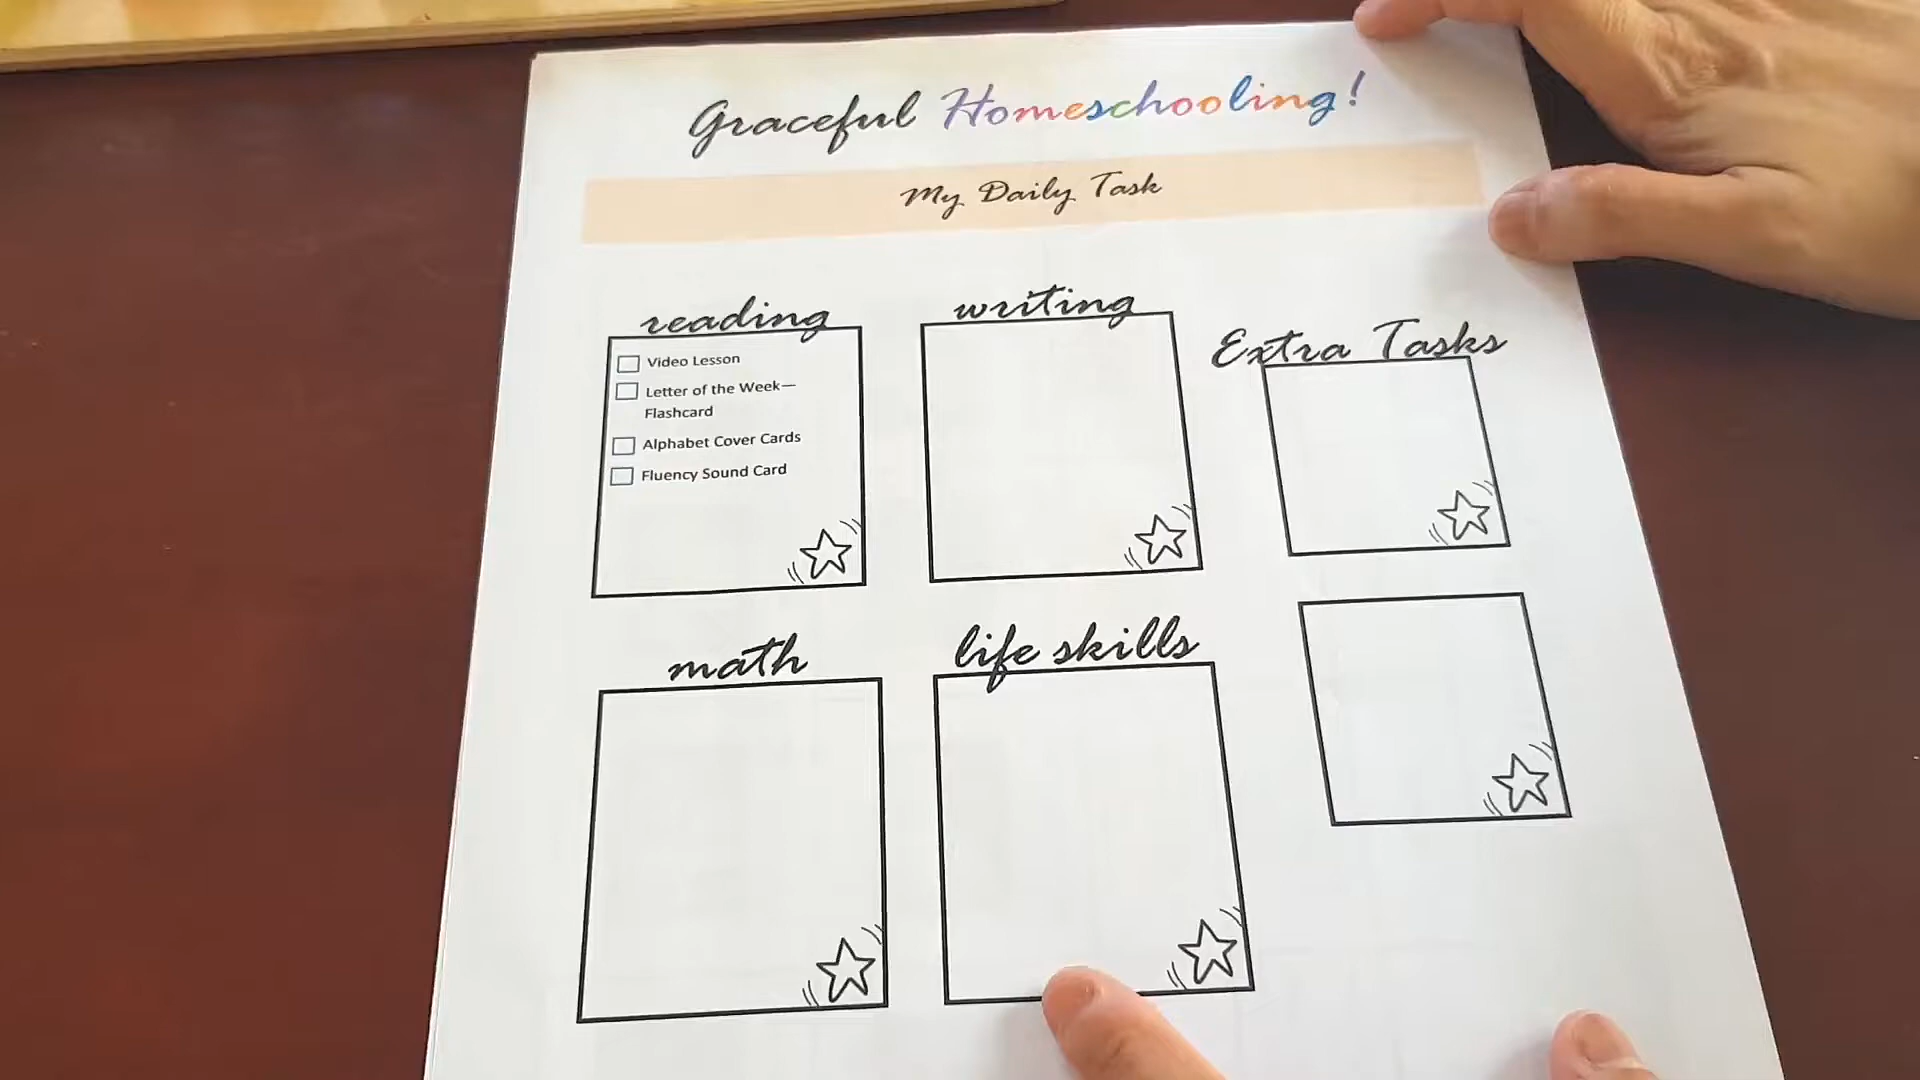 Graceful Homeschooling!
My Daily Task
reading
Video Lesson
Letter of the Week—
Flashcard
Alphabet Cover Cards
Fluency Sound Card
writing
Extra Tasks
math
life skills